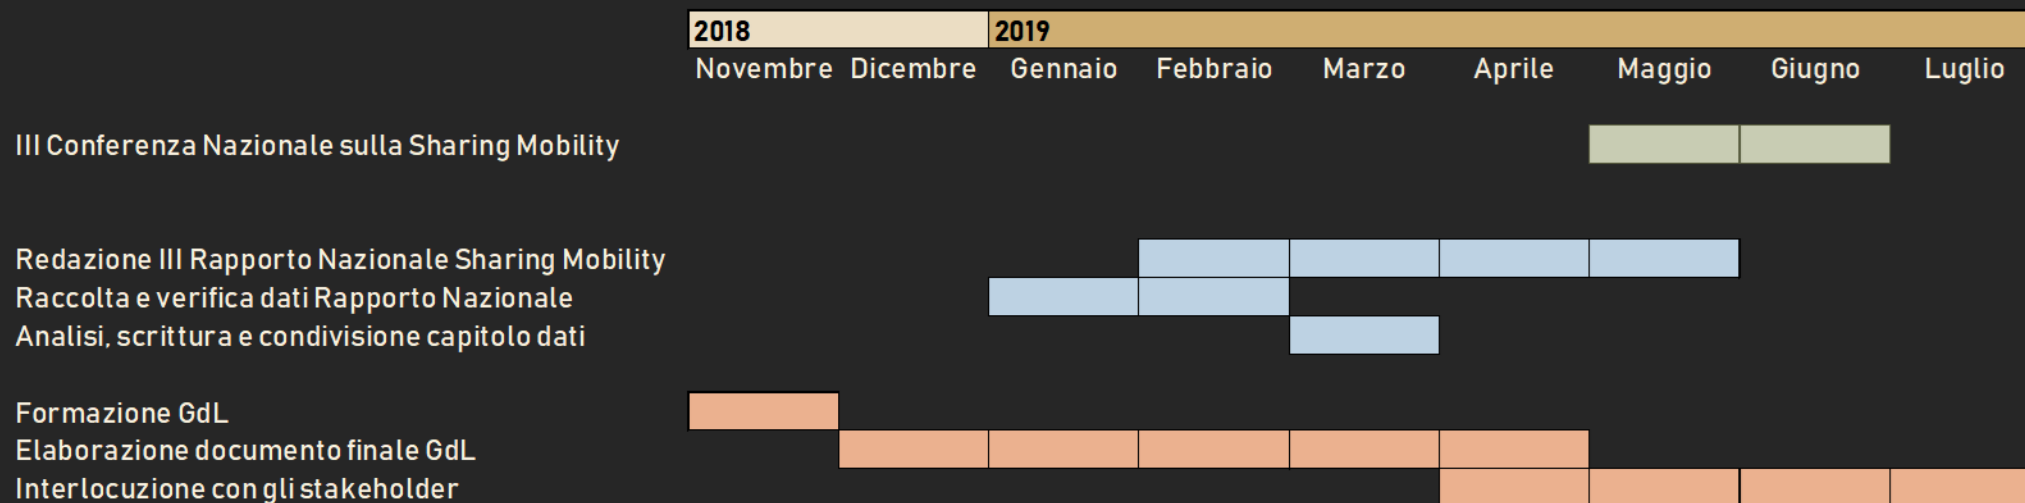 2018 2019
Novembre Dicembre Gennaio Febbraio Marzo Aprile Maggio Giugno Luglio
III Conferenza Nazionale sulla Sharing Mobility
Redazione III Rapporto Nazionale Sharing Mobility
Raccolta e verifica dati Rapporto Nazionale
Analisi, scrittura e condivisione capitolo dati
Formazione GdL
Elaborazione documento finale GdL
Interlocuzione con gli stakeholder